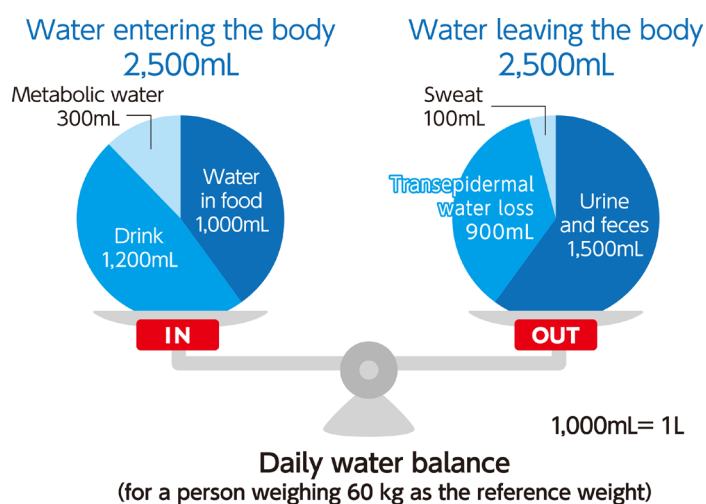 Water entering the body
2,500mL
Metabolic water
300mL
Water
in food
1,000mL
Drink
1,200mL
IN
Water leaving the body
2,500mL
Sweat
100mL
Transepidermal
water loss
900mL
Urine
and feces
1,500mL
OUT
1,000mL= 1L
Daily water balance
(for a person weighing 60 kg as the reference weight)